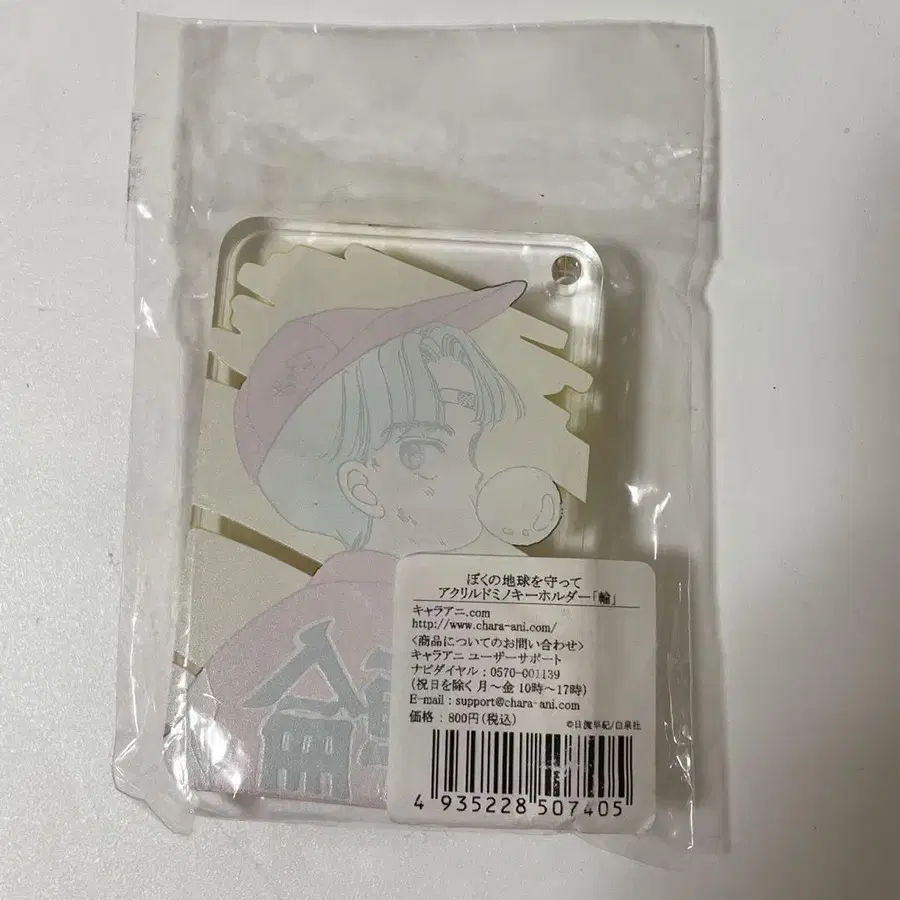 ぼくの地球を守って
アクリルドミノキーホルダー「輪」
キャラアニ.com
http://www.chara-ani.com/
<商品についてのお問い合わせ>
キャラアニ ユーザーサポート
ナビダイヤル：0570-001139
(祝日を除く 月～金 10時～17時)
E-mail : support@chara-ani.com
価格：800円(税込)
©日渡早紀/白泉社
4 935228 507405